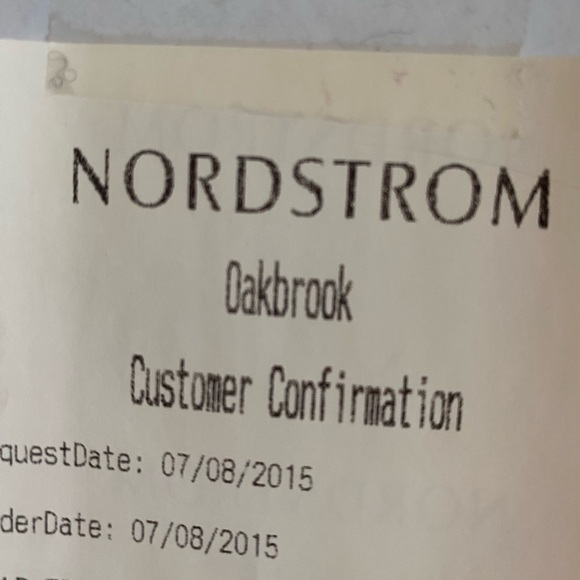 NORDSTROM
Oakbrook
Customer Confirmation
questDate: 07/08/2015
derDate: 07/08/2015